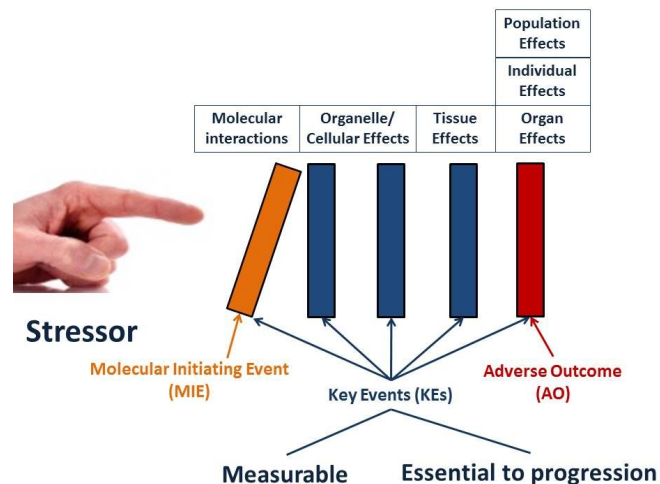 Population
Effects
Individual
Effects
Molecular
interactions
Organelle/
Cellular Effects
Tissue
Effects
Organ
Effects
Stressor
Molecular Initiating Event
(MIE)
Key Events (KEs)
Adverse Outcome
(AO)
Measurable
Essential to progression